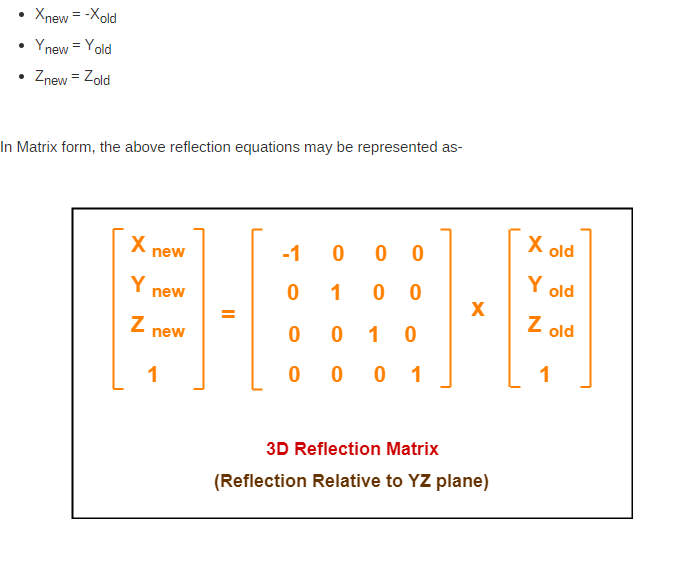 • Xnew = -Xold
• Ynew = Yold
• Znew = Zold
In Matrix form, the above reflection equations may be represented as-
X new -1 0 0 0 X old
Y new 0 1 0 0 Y old
= x
Z new 0 0 1 0 Z old
1 0 0 0 1 1
3D Reflection Matrix
(Reflection Relative to YZ plane)